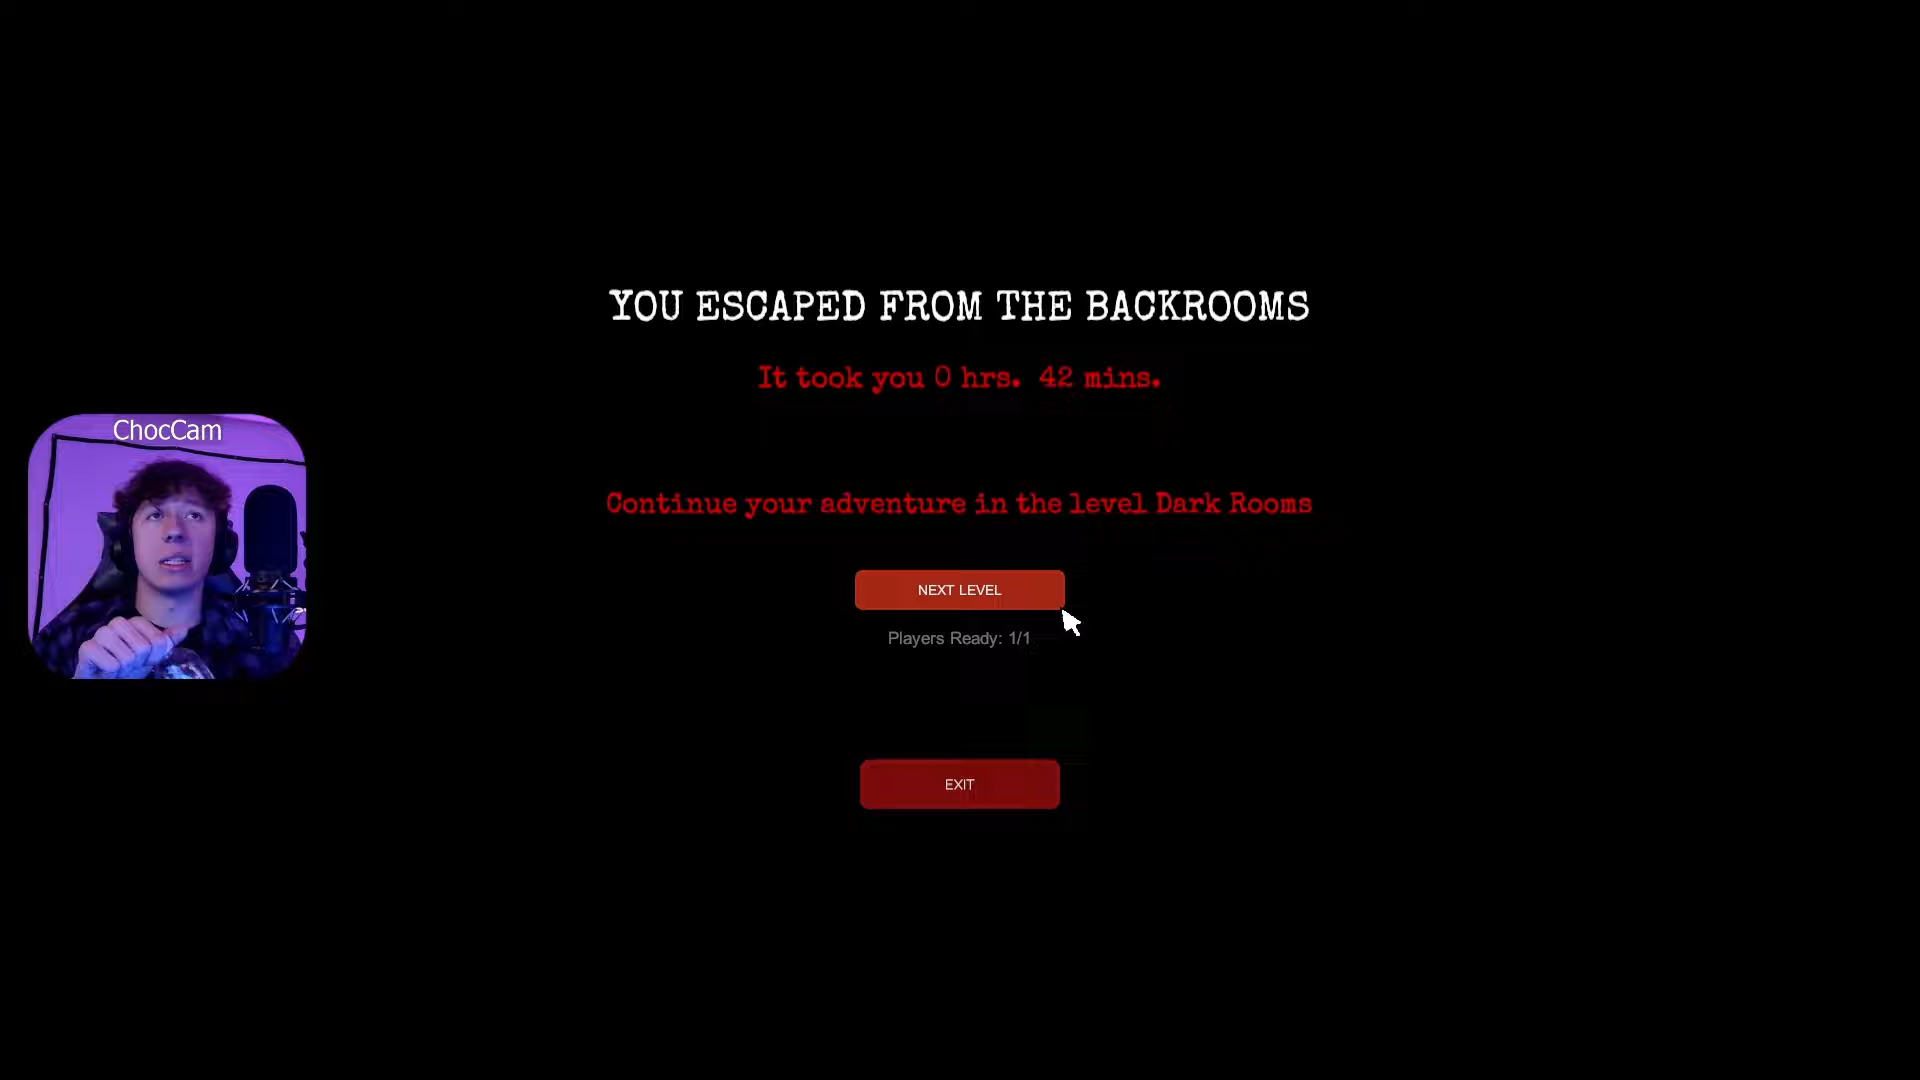 YOU ESCAPED FROM THE BACKROOMS
It took you 0 hrs. 42 mins.
ChocCam
Continue your adventure in the level Dark Rooms
NEXT LEVEL
Players Ready: 1/1
EXIT